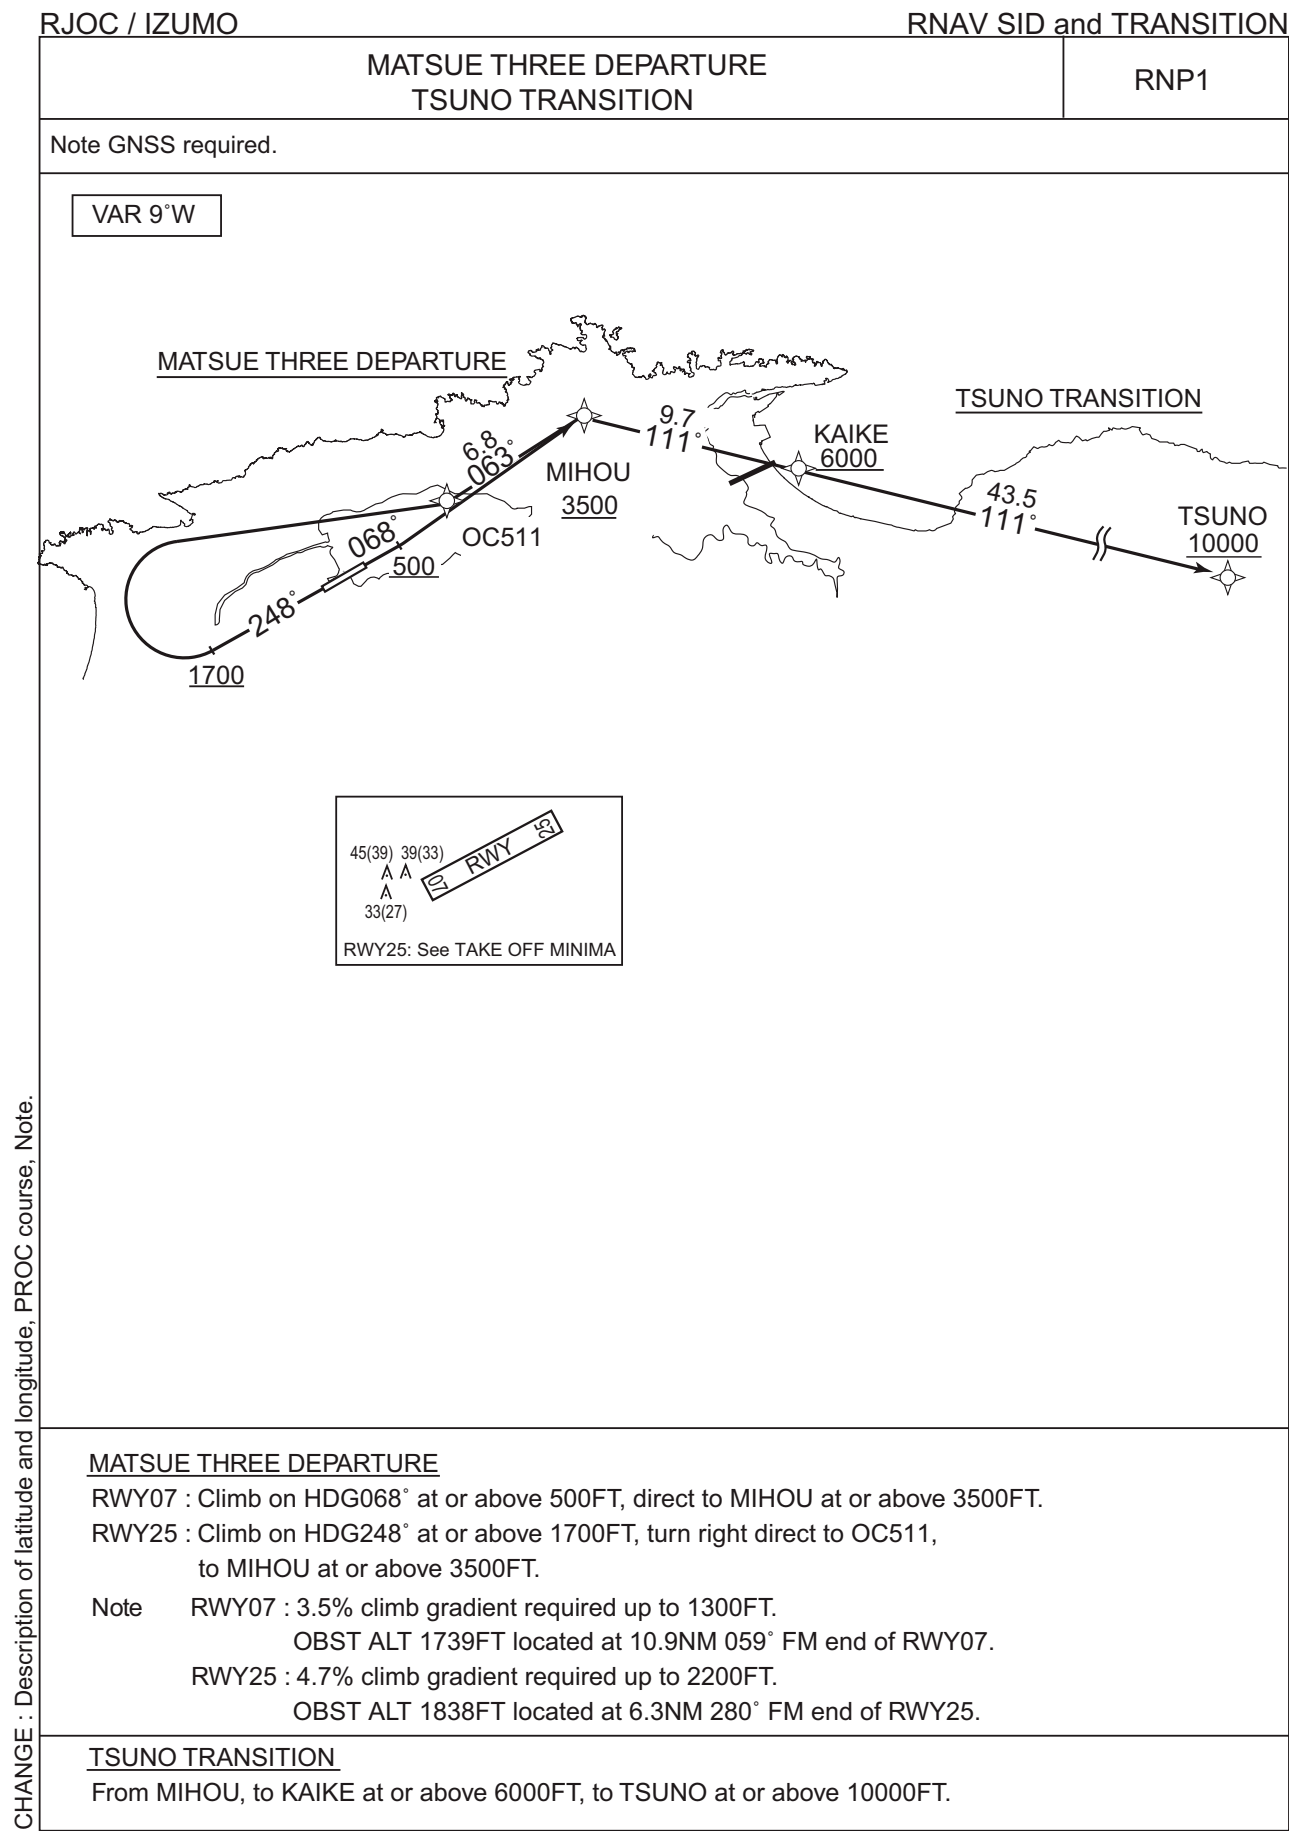 RJOC / IZUMO
RNAV SID and TRANSITION
MATSUE THREE DEPARTURE
TSUNO TRANSITION
RNP1
Note GNSS required.
VAR 9˚W
MATSUE THREE DEPARTURE
TSUNO TRANSITION
6.8
063˚
MIHOU
3500
9.7
111˚
KAIKE
6000
43.5
111˚
TSUNO
10000
OC511
068˚
500
248˚
1700
45(39) 39(33)
33(27)
07 RWY 25
RWY25: See TAKE OFF MINIMA
MATSUE THREE DEPARTURE
RWY07 : Climb on HDG068˚ at or above 500FT, direct to MIHOU at or above 3500FT.
RWY25 : Climb on HDG248˚ at or above 1700FT, turn right direct to OC511,
to MIHOU at or above 3500FT.
Note RWY07 : 3.5% climb gradient required up to 1300FT.
OBST ALT 1739FT located at 10.9NM 059˚ FM end of RWY07.
RWY25 : 4.7% climb gradient required up to 2200FT.
OBST ALT 1838FT located at 6.3NM 280˚ FM end of RWY25.
TSUNO TRANSITION
From MIHOU, to KAIKE at or above 6000FT, to TSUNO at or above 10000FT.
CHANGE : Description of latitude and longitude, PROC course, Note.